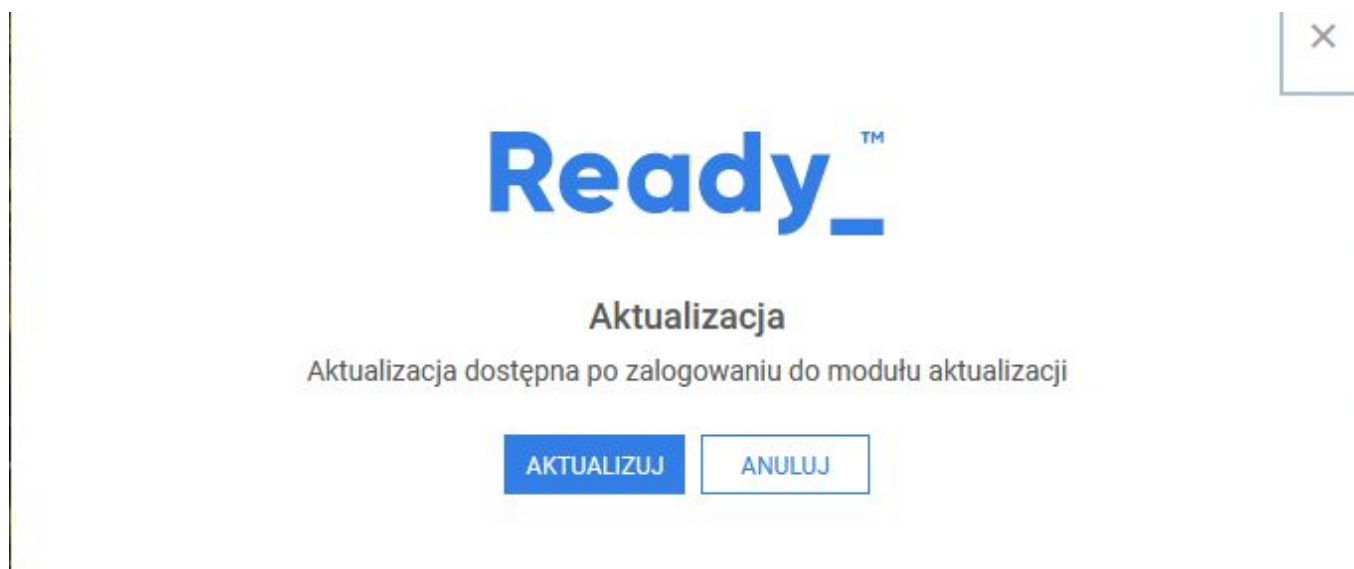 Ready_™
Aktualizacja
Aktualizacja dostępna po zalogowaniu do modułu aktualizacji
AKTUALIZUJ ANULUJ